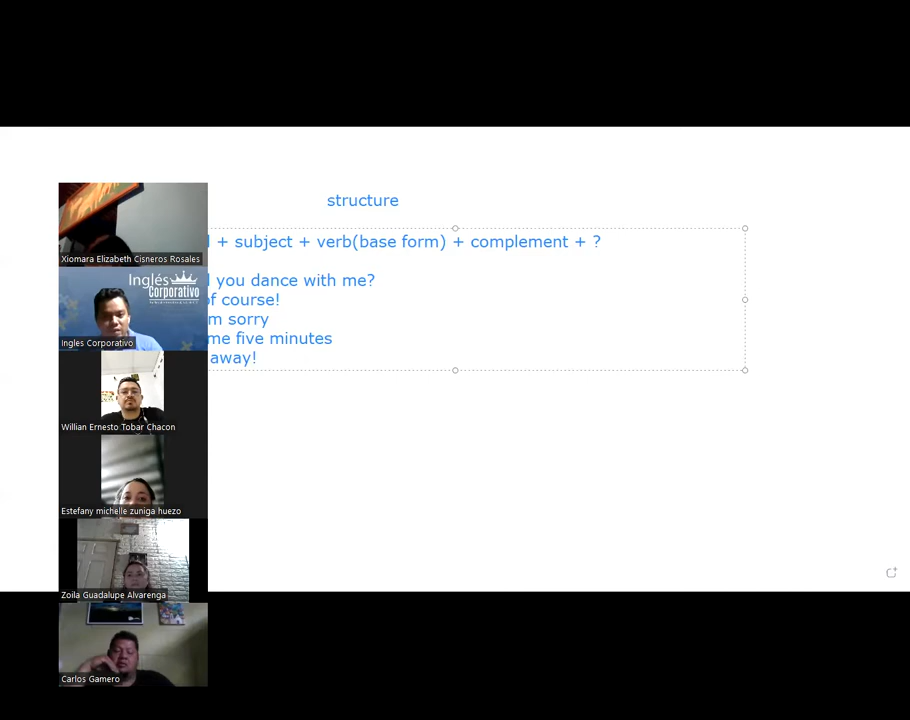 structure
+ subject + verb(base form) + complement + ?
you dance with me?
of course!
sorry
me five minutes
away!
Xiomara Elizabeth Cisneros Rosales
Inglés
Corporativo
Ingles Corporativo
Willian Ernesto Tobar Chacon
Estefany michelle zuniga huezo
Zoila Guadalupe Alvarenga
Carlos Gamero